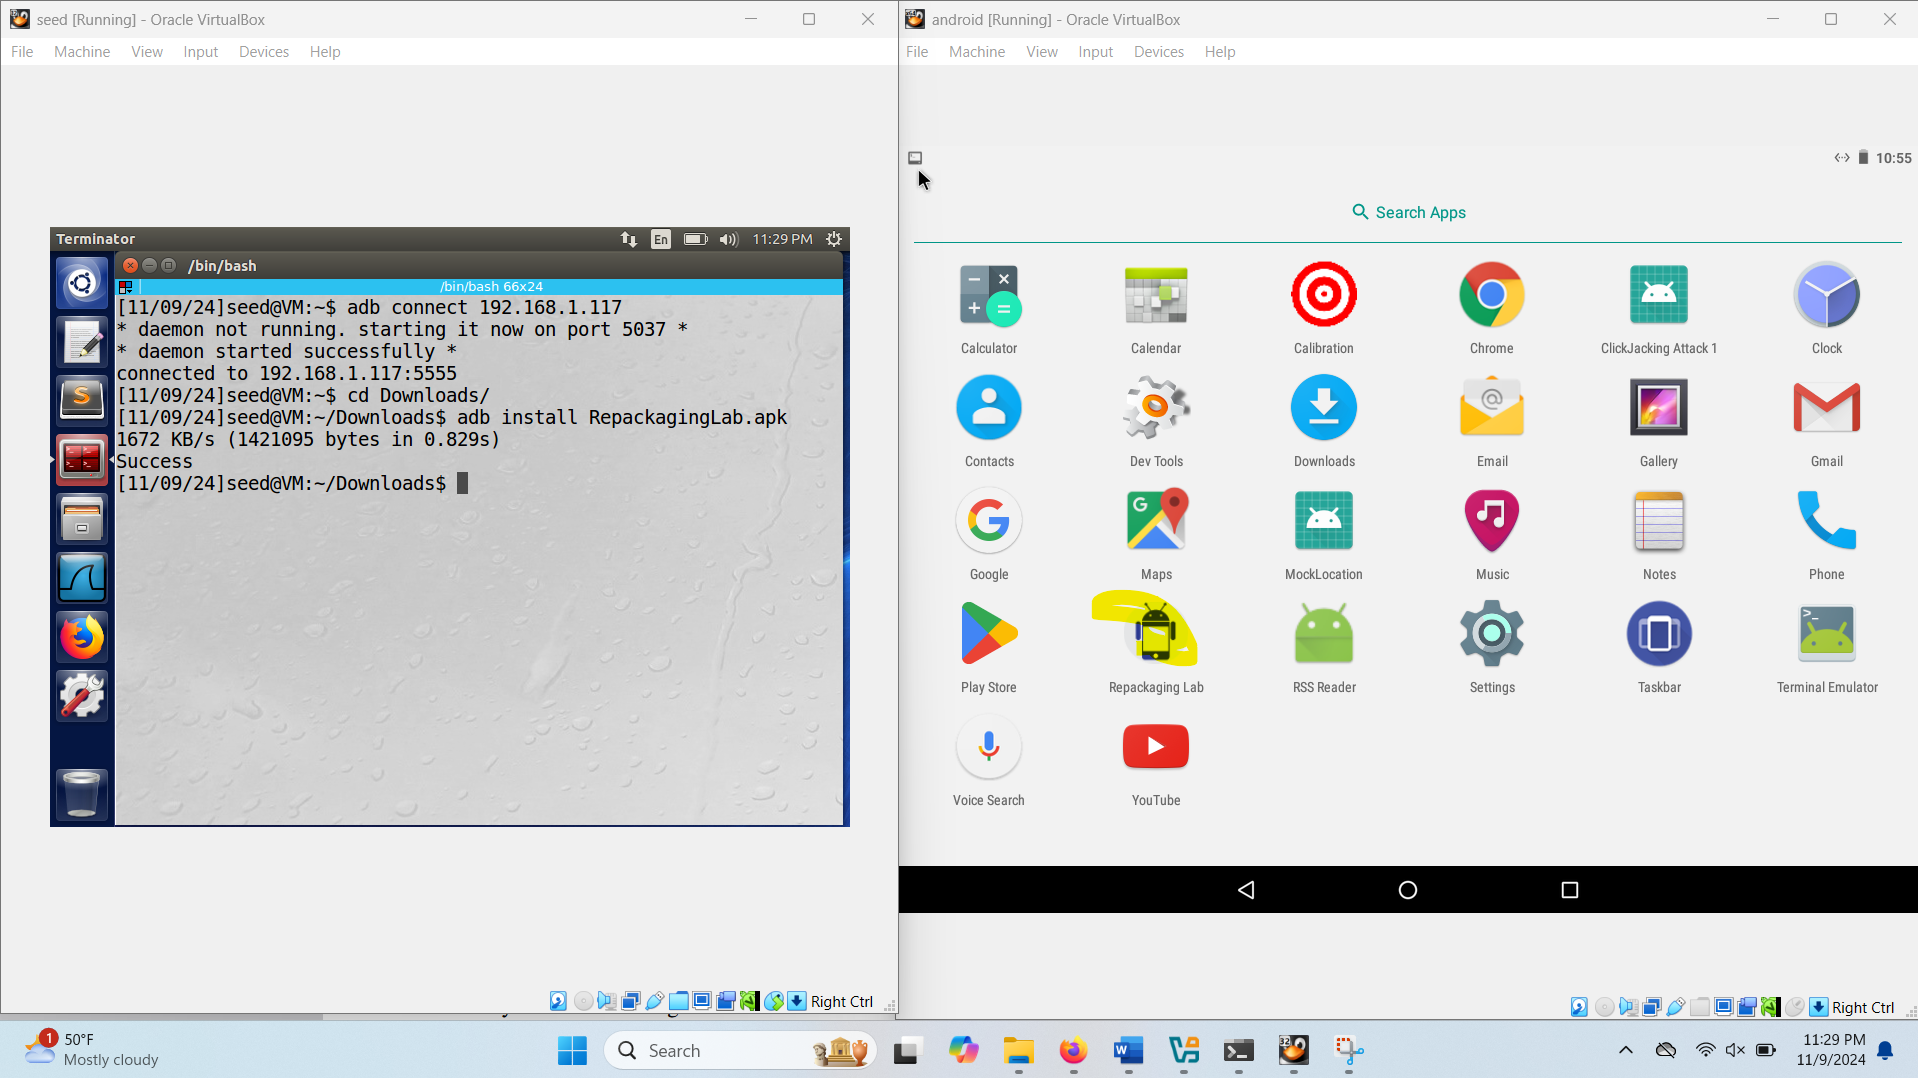 seed [Running] - Oracle VirtualBox
File Machine View Input Devices Help
Terminator
En
11:29 PM
/bin/bash
/bin/bash 66x24
[11/09/24]seed@VM:~$ adb connect 192.168.1.117
* daemon not running. starting it now on port 5037 *
* daemon started successfully *
connected to 192.168.1.117:5555
[11/09/24]seed@VM:~$ cd Downloads/
[11/09/24]seed@VM:~/Downloads$ adb install RepackagingLab.apk
1672 KB/s (1421095 bytes in 0.829s)
Success
[11/09/24]seed@VM:~/Downloads$
Right Ctrl
android [Running] - Oracle VirtualBox
File Machine View Input Devices Help
10:55
Search Apps
Calculator Calendar Calibration Chrome ClickJacking Attack 1 Clock
Contacts Dev Tools Downloads Email Gallery Gmail
Google Maps MockLocation Music Notes Phone
Play Store Repackaging Lab RSS Reader Settings Taskbar Terminal Emulator
Voice Search YouTube
Right Ctrl
1
50°F
Mostly cloudy
Search
11:29 PM
11/9/2024